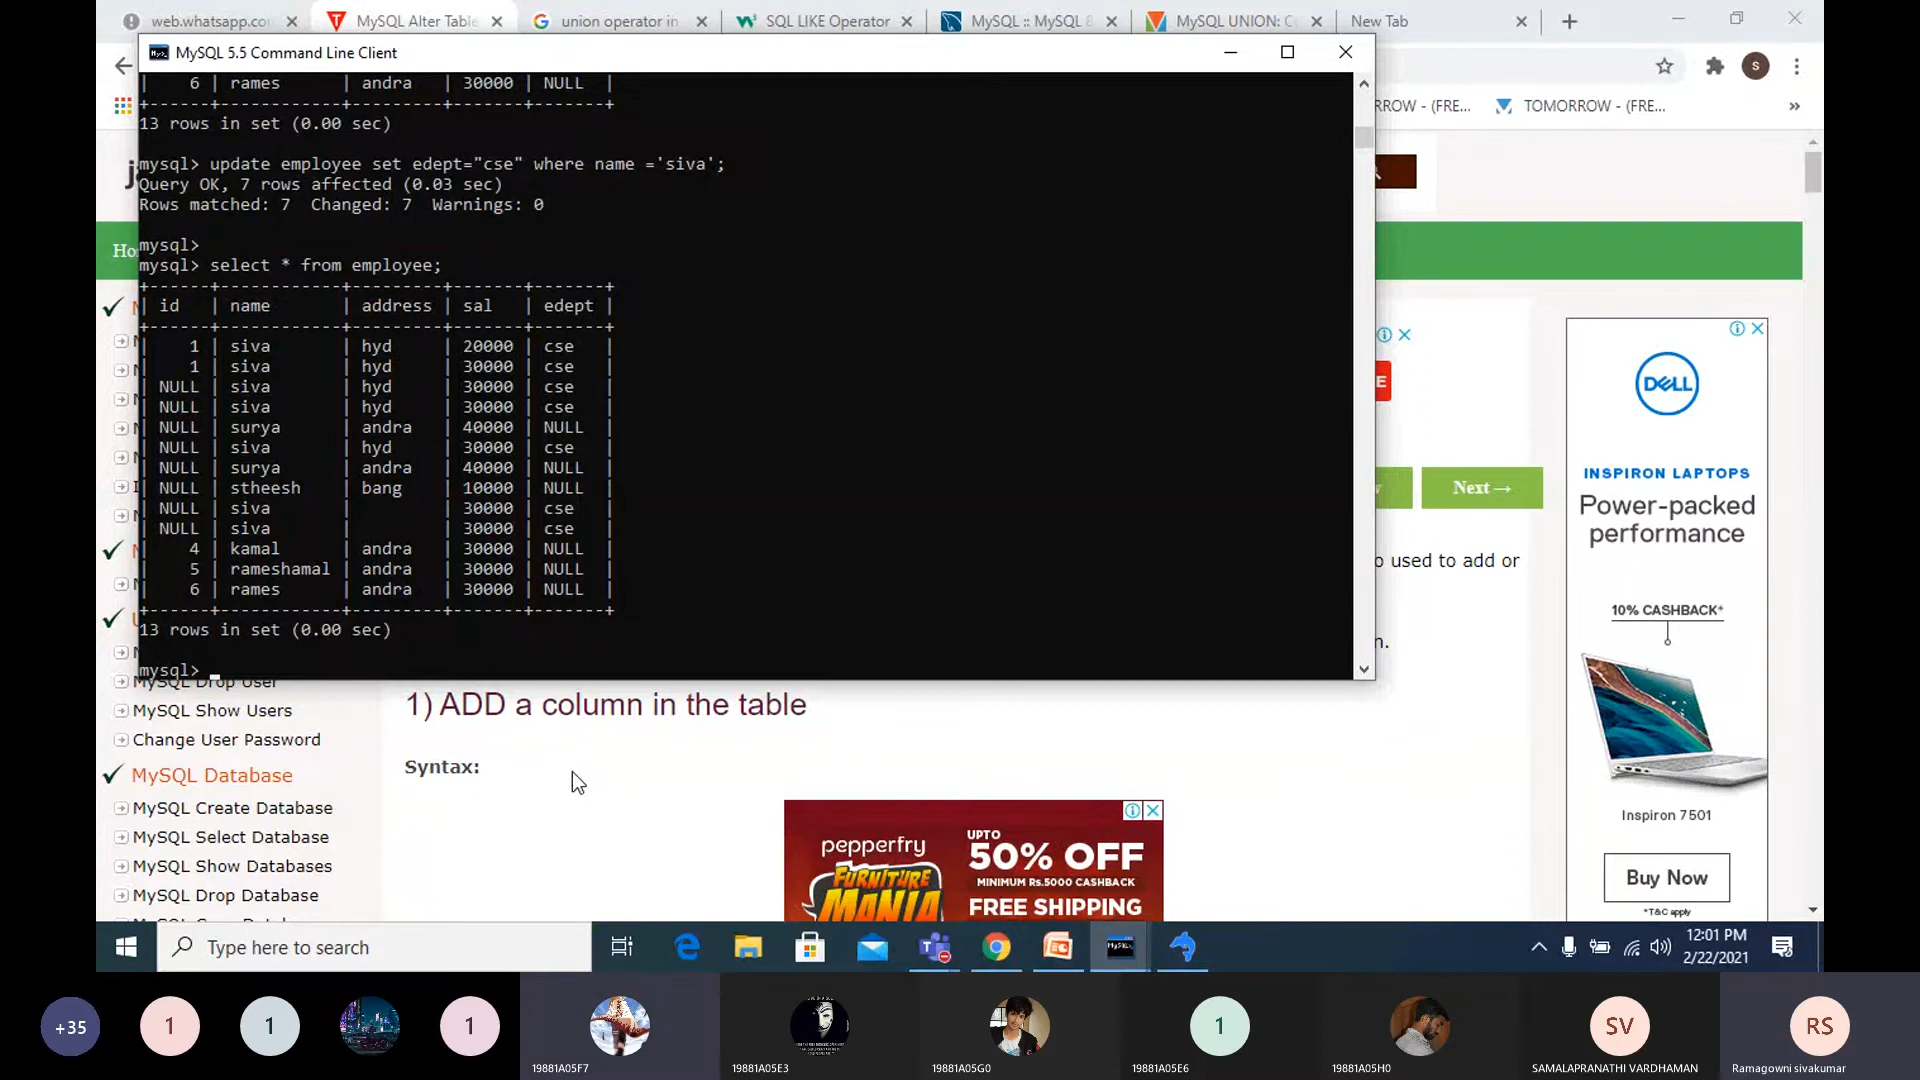 web.whatsapp.co
MySQL Alter Table
union operator in
SQL LIKE Operator
MySQL :: MySQL 8
MySQL UNION: C
New Tab
MySQL 5.5 Command Line Client
S
RROW - (FRE...
TOMORROW - (FRE...
»
| 6 | rames | andra | 30000 | NULL |
+------+------------+---------+-------+-------+
13 rows in set (0.00 sec)
mysql> update employee set edept="cse" where name ='siva';
Query OK, 7 rows affected (0.03 sec)
Rows matched: 7 Changed: 7 Warnings: 0
mysql>
mysql> select * from employee;
+------+------------+---------+-------+-------+
| id | name | address | sal | edept |
+------+------------+---------+-------+-------+
| 1 | siva | hyd | 20000 | cse |
| 1 | siva | hyd | 30000 | cse |
| NULL | siva | hyd | 30000 | cse |
| NULL | siva | hyd | 30000 | cse |
| NULL | surya | andra | 40000 | NULL |
| NULL | siva | hyd | 30000 | cse |
| NULL | surya | andra | 40000 | NULL |
| NULL | stheesh | bang | 10000 | NULL |
| NULL | siva | | 30000 | cse |
| NULL | siva | | 30000 | cse |
| 4 | kamal | andra | 30000 | NULL |
| 5 | rameshamal | andra | 30000 | NULL |
| 6 | rames | andra | 30000 | NULL |
+------+------------+---------+-------+-------+
13 rows in set (0.00 sec)
mysql>
Ho
Next→
o used to add or
n.
MySQL Drop User
MySQL Show Users
Change User Password
MySQL Database
MySQL Create Database
MySQL Select Database
MySQL Show Databases
MySQL Drop Database
1) ADD a column in the table
Syntax:
pepperfry
FURNITURE
MANIA
UPTO
50% OFF
MINIMUM RS.5000 CASHBACK
FREE SHIPPING
DELL
INSPIRON LAPTOPS
Power-packed
performance
10% CASHBACK*
Inspiron 7501
Buy Now
*T&C apply
Type here to search
12:01 PM
2/22/2021
+35
1
1
1
19881A05F7
19881A05E3
19881A05G0
1
19881A05E6
19881A05H0
SV
SAMALAPRANATHI VARDHAMAN
RS
Ramagowni sivakumar